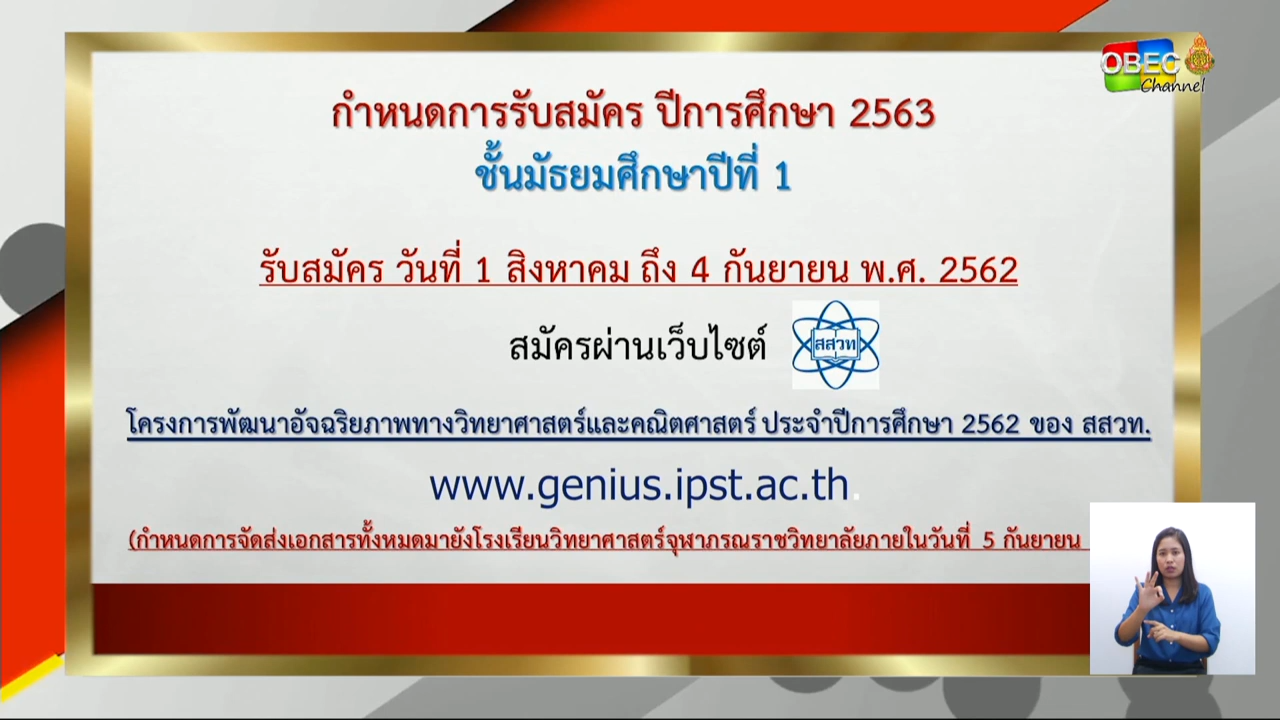 OBEC
Channel
กำหนดการรับสมัคร ปีการศึกษา 2563
ชั้นมัธยมศึกษาปีที่ 1
รับสมัคร วันที่ 1 สิงหาคม ถึง 4 กันยายน พ.ศ. 2562
สมัครผ่านเว็บไซต์ สสวท
โครงการพัฒนาอัจฉริยภาพทางวิทยาศาสตร์และคณิตศาสตร์ ประจำปีการศึกษา 2562 ของ สสวท.
www.genius.ipst.ac.th.
(กำหนดการจัดส่งเอกสารทั้งหมดมายังโรงเรียนวิทยาศาสตร์จุฬาภรณราชวิทยาลัยภายในวันที่ 5 กันยายน